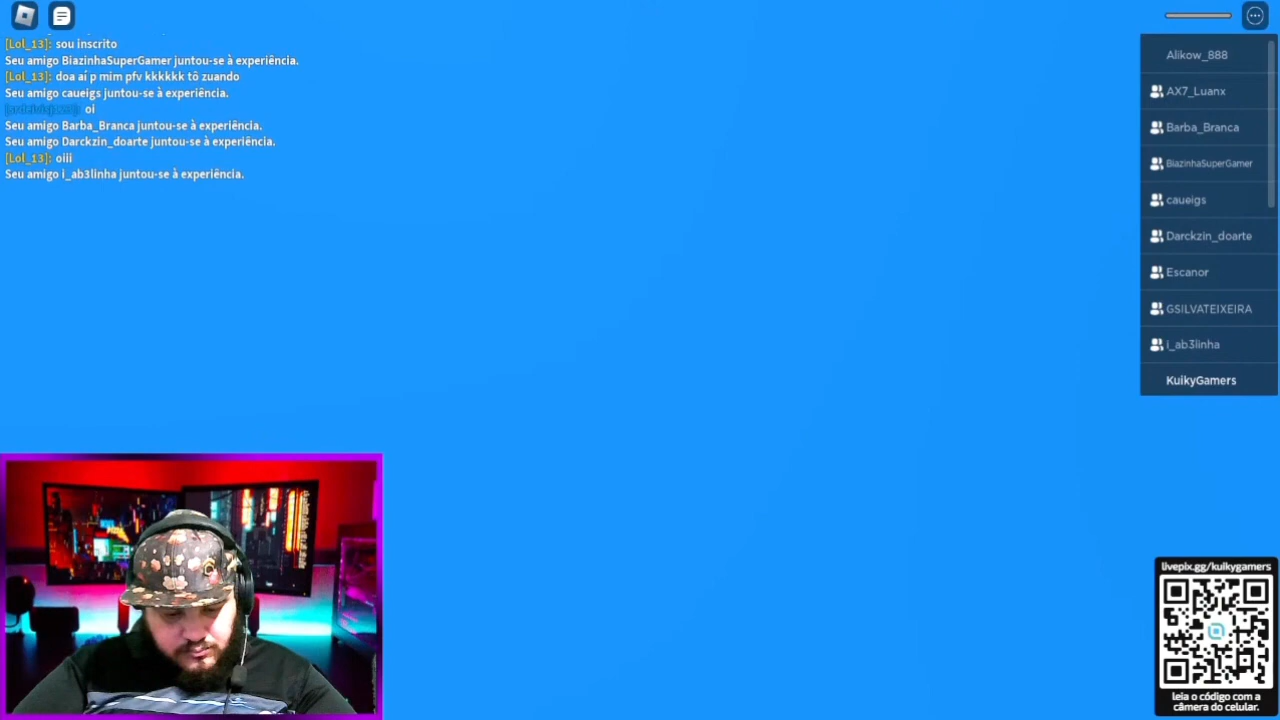 [Lol_13]: sou inscrito
Seu amigo BiazinhaSuperGamer juntou-se à experiência.
[Lol_13]: doa aí p mim pfv kkkkkk tô zuando
Seu amigo caueigs juntou-se à experiência.
oi
Seu amigo Barba_Branca juntou-se à experiência.
Seu amigo Darckzin_doarte juntou-se à experiência.
[Lol_13]: oiii
Seu amigo i_ab3linha juntou-se à experiência.
Alikow_888
AX7_Luanx
Barba_Branca
BiazinhaSuperGamer
caueigs
Darckzin_doarte
Escanor
GSILVATEIXEIRA
i_ab3linha
KuikyGamers
livepix.gg/kuikygamers
leia o código com a
câmera do celular.